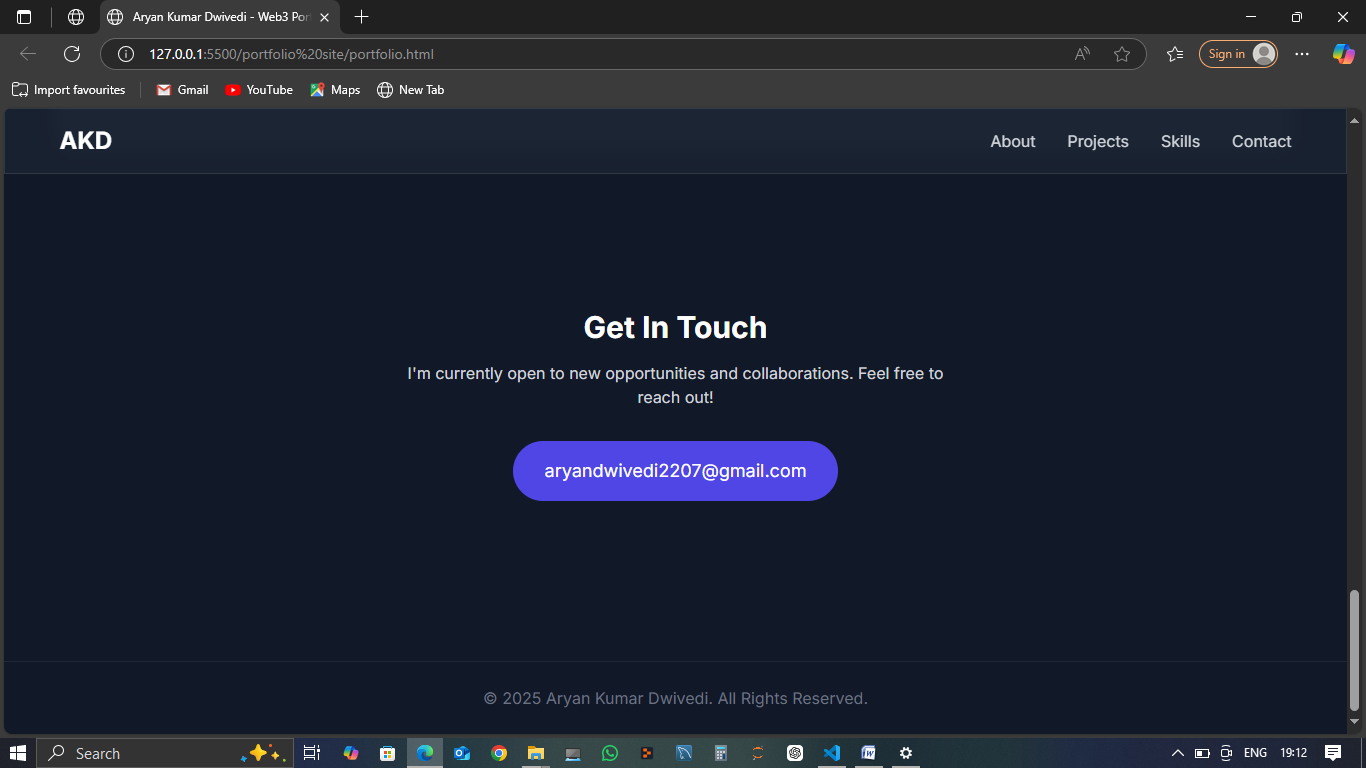 Aryan Kumar Dwivedi - Web3 Por
127.0.0.1:5500/portfolio%20site/portfolio.html
Sign in
Import favourites
Gmail
YouTube
Maps
New Tab
AKD
About
Projects
Skills
Contact
Get In Touch
I'm currently open to new opportunities and collaborations. Feel free to
reach out!
aryandwivedi2207@gmail.com
© 2025 Aryan Kumar Dwivedi. All Rights Reserved.
Search
ENG
19:12